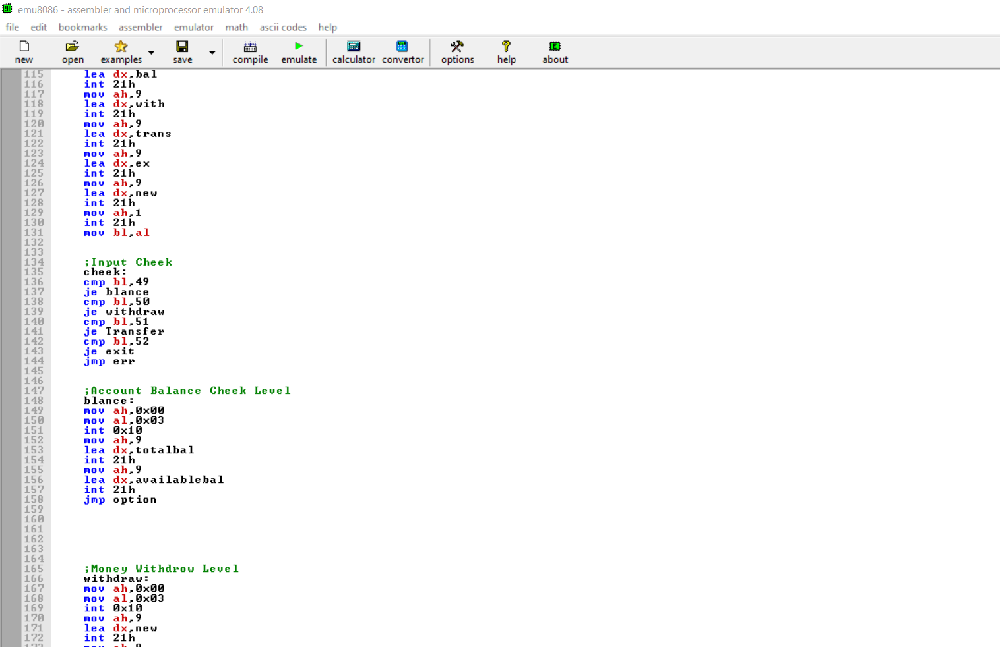 emu8086 - assembler and microprocessor emulator 4.08
file edit bookmarks assembler emulator math ascii codes help
new open examples save compile emulate calculator convertor options help about
115 lea dx,bal
116 int 21h
117 mov ah,9
118 lea dx,with
119 int 21h
120 mov ah,9
121 lea dx,trans
122 int 21h
123 mov ah,9
124 lea dx,ex
125 int 21h
126 mov ah,9
127 lea dx,new
128 int 21h
129 mov ah,1
130 int 21h
131 mov bl,al
132
133
134 ;Input Cheek
135 cheek:
136 cmp bl,49
137 je blance
138 cmp bl,50
139 je withdraw
140 cmp bl,51
141 je Transfer
142 cmp bl,52
143 je exit
144 jmp err
145
146
147 ;Account Balance Cheek Level
148 blance:
149 mov ah,0x00
150 mov al,0x03
151 int 0x10
152 mov ah,9
153 lea dx,totalbal
154 int 21h
155 mov ah,9
156 lea dx,availablebal
157 int 21h
158 jmp option
159
160
161
162
163
164
165 ;Money Withdrow Level
166 withdraw:
167 mov ah,0x00
168 mov al,0x03
169 int 0x10
170 mov ah,9
171 lea dx,new
172 int 21h